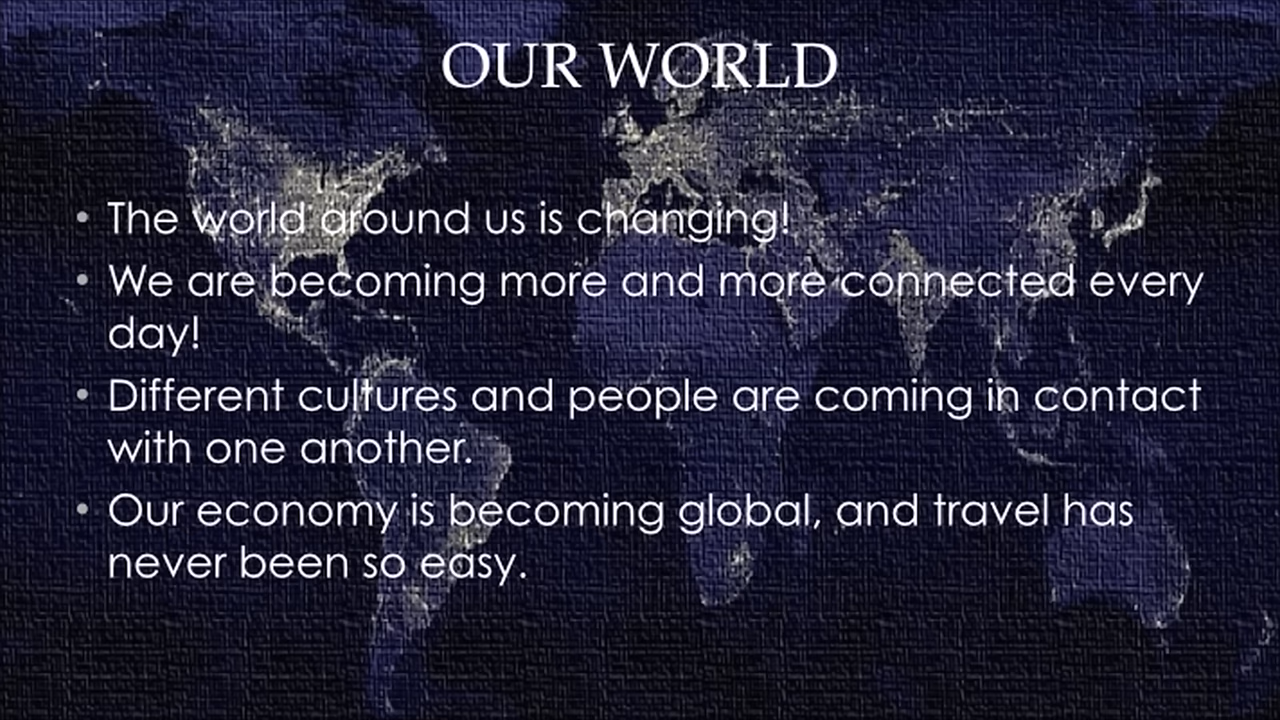 OUR WORLD
• The world around us is changing!
• We are becoming more and more connected every
day!
• Different cultures and people are coming in contact
with one another.
• Our economy is becoming global, and travel has
never been so easy.